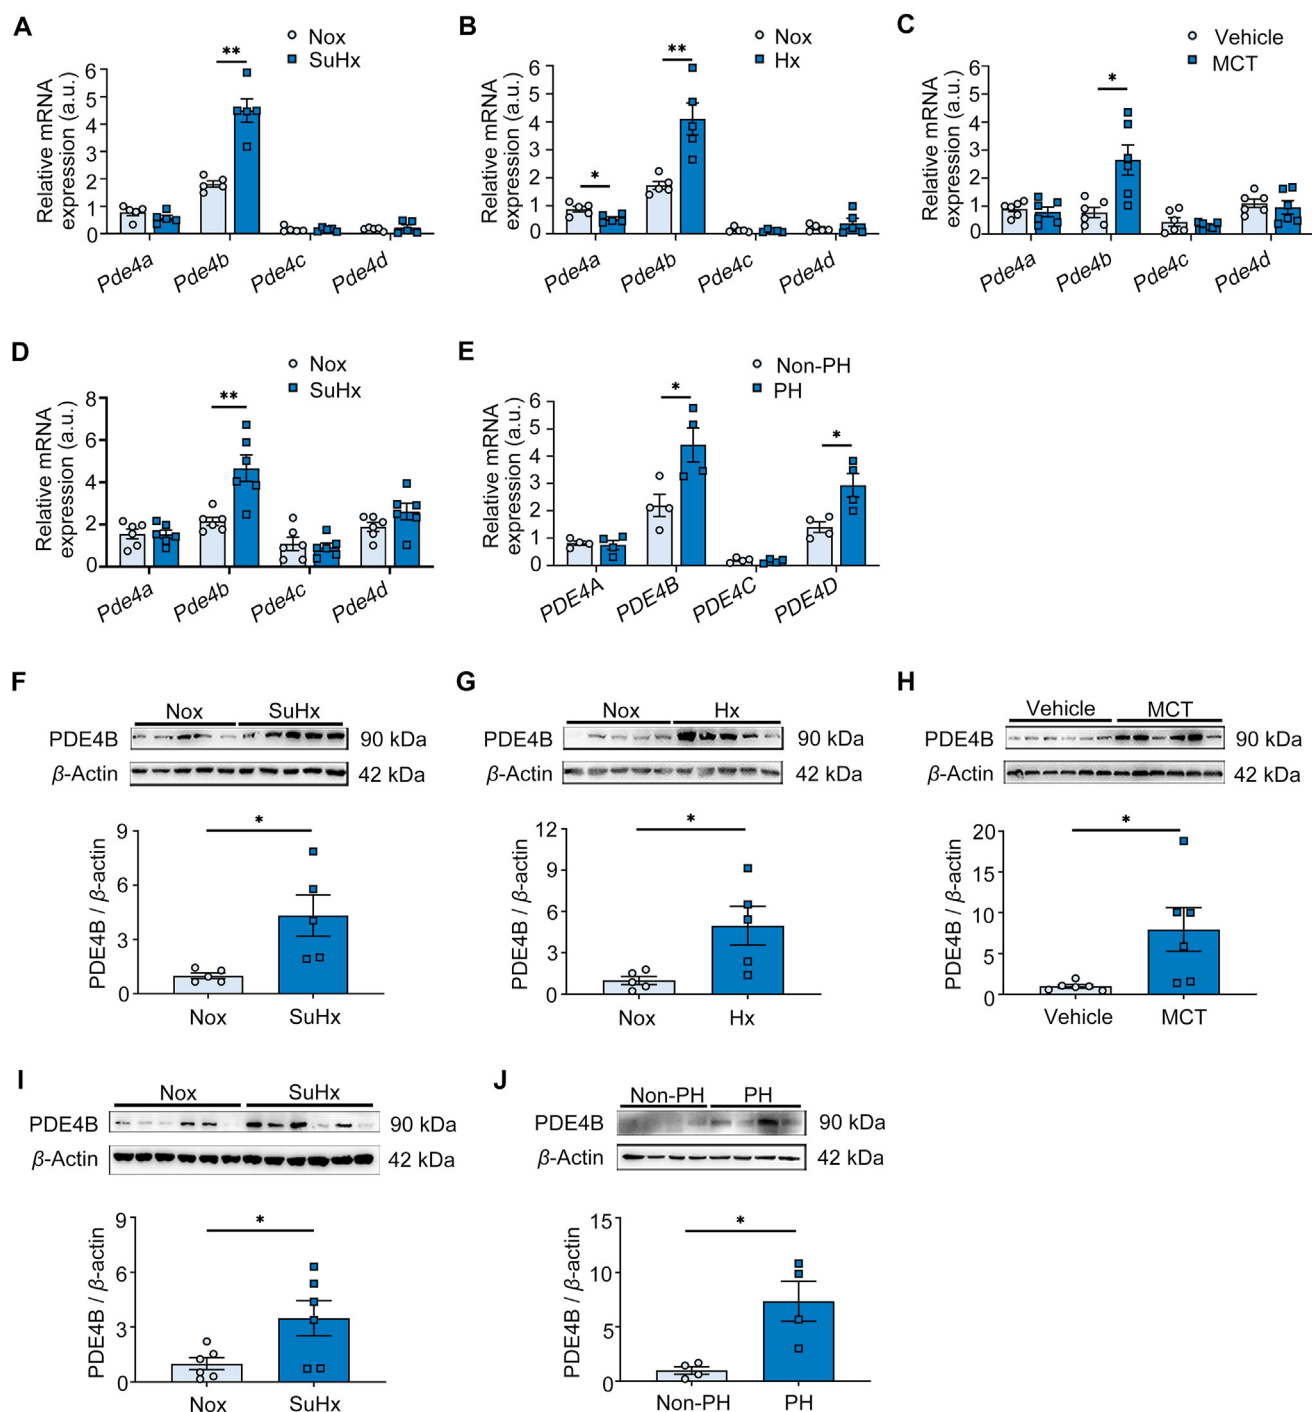 A
Nox
SuHx
Relative mRNA
expression (a.u.)
6
5
4
3
2
1
0
**
Pde4a
Pde4b
Pde4c
Pde4d
B
Nox
Hx
Relative mRNA
expression (a.u.)
6
5
4
3
2
1
0
*
**
Pde4a
Pde4b
Pde4c
Pde4d
C
Vehicle
MCT
Relative mRNA
expression (a.u.)
6
5
4
3
2
1
0
*
Pde4a
Pde4b
Pde4c
Pde4d
D
Nox
SuHx
Relative mRNA
expression (a.u.)
8
6
4
2
0
**
Pde4a
Pde4b
Pde4c
Pde4d
E
Non-PH
PH
Relative mRNA
expression (a.u.)
6
5
4
3
2
1
0
*
*
PDE4A
PDE4B
PDE4C
PDE4D
F
Nox SuHx
PDE4B 90 kDa
β-Actin 42 kDa
PDE4B / β-actin
9
6
3
0
*
Nox SuHx
G
Nox Hx
PDE4B 90 kDa
β-Actin 42 kDa
PDE4B / β-actin
12
9
6
3
0
*
Nox Hx
H
Vehicle MCT
PDE4B 90 kDa
β-Actin 42 kDa
PDE4B / β-actin
20
15
10
5
0
*
Vehicle MCT
I
Nox SuHx
PDE4B 90 kDa
β-Actin 42 kDa
PDE4B / β-actin
9
6
3
0
*
Nox SuHx
J
Non-PH PH
PDE4B 90 kDa
β-Actin 42 kDa
PDE4B / β-actin
15
10
5
0
*
Non-PH PH